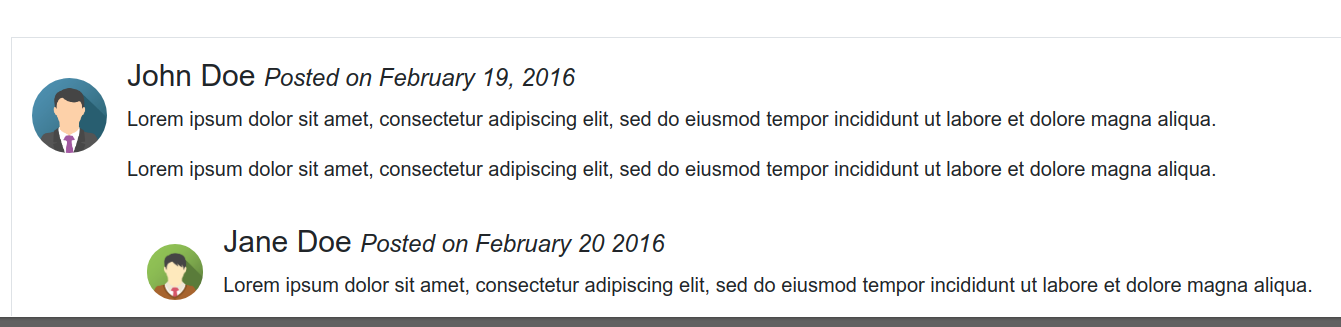 John Doe Posted on February 19, 2016
Lorem ipsum dolor sit amet, consectetur adipiscing elit, sed do eiusmod tempor incididunt ut labore et dolore magna aliqua.
Lorem ipsum dolor sit amet, consectetur adipiscing elit, sed do eiusmod tempor incididunt ut labore et dolore magna aliqua.
Jane Doe Posted on February 20 2016
Lorem ipsum dolor sit amet, consectetur adipiscing elit, sed do eiusmod tempor incididunt ut labore et dolore magna aliqua.